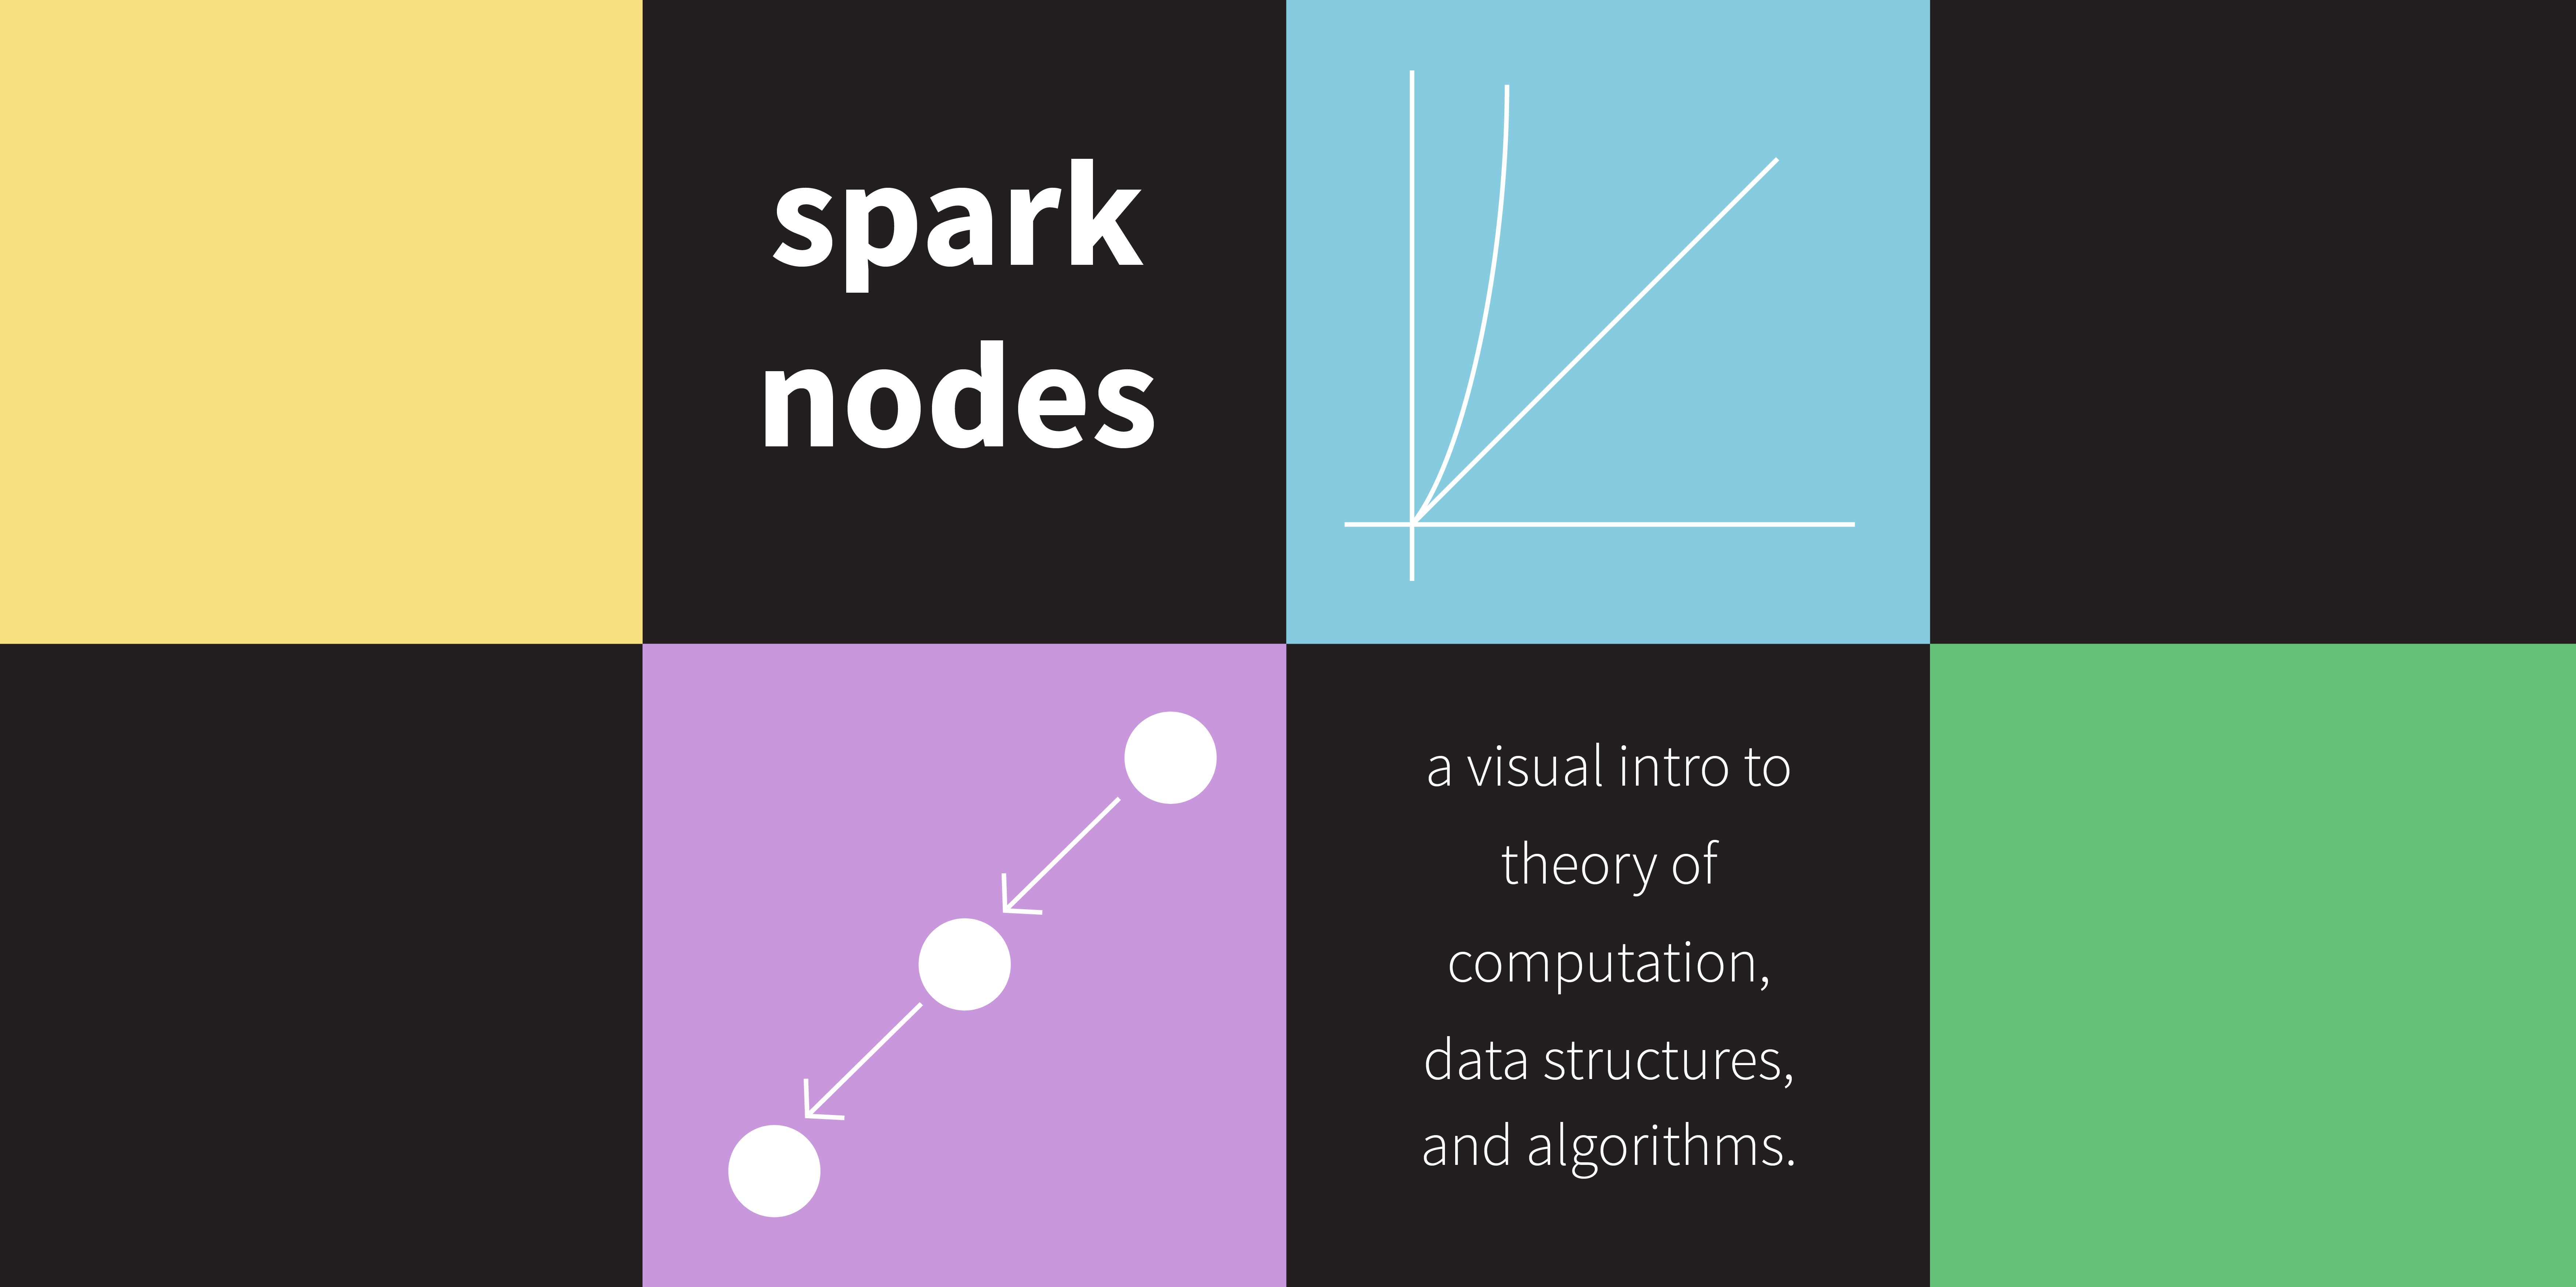 spark
nodes
a visual intro to
theory of
computation,
data structures,
and algorithms.